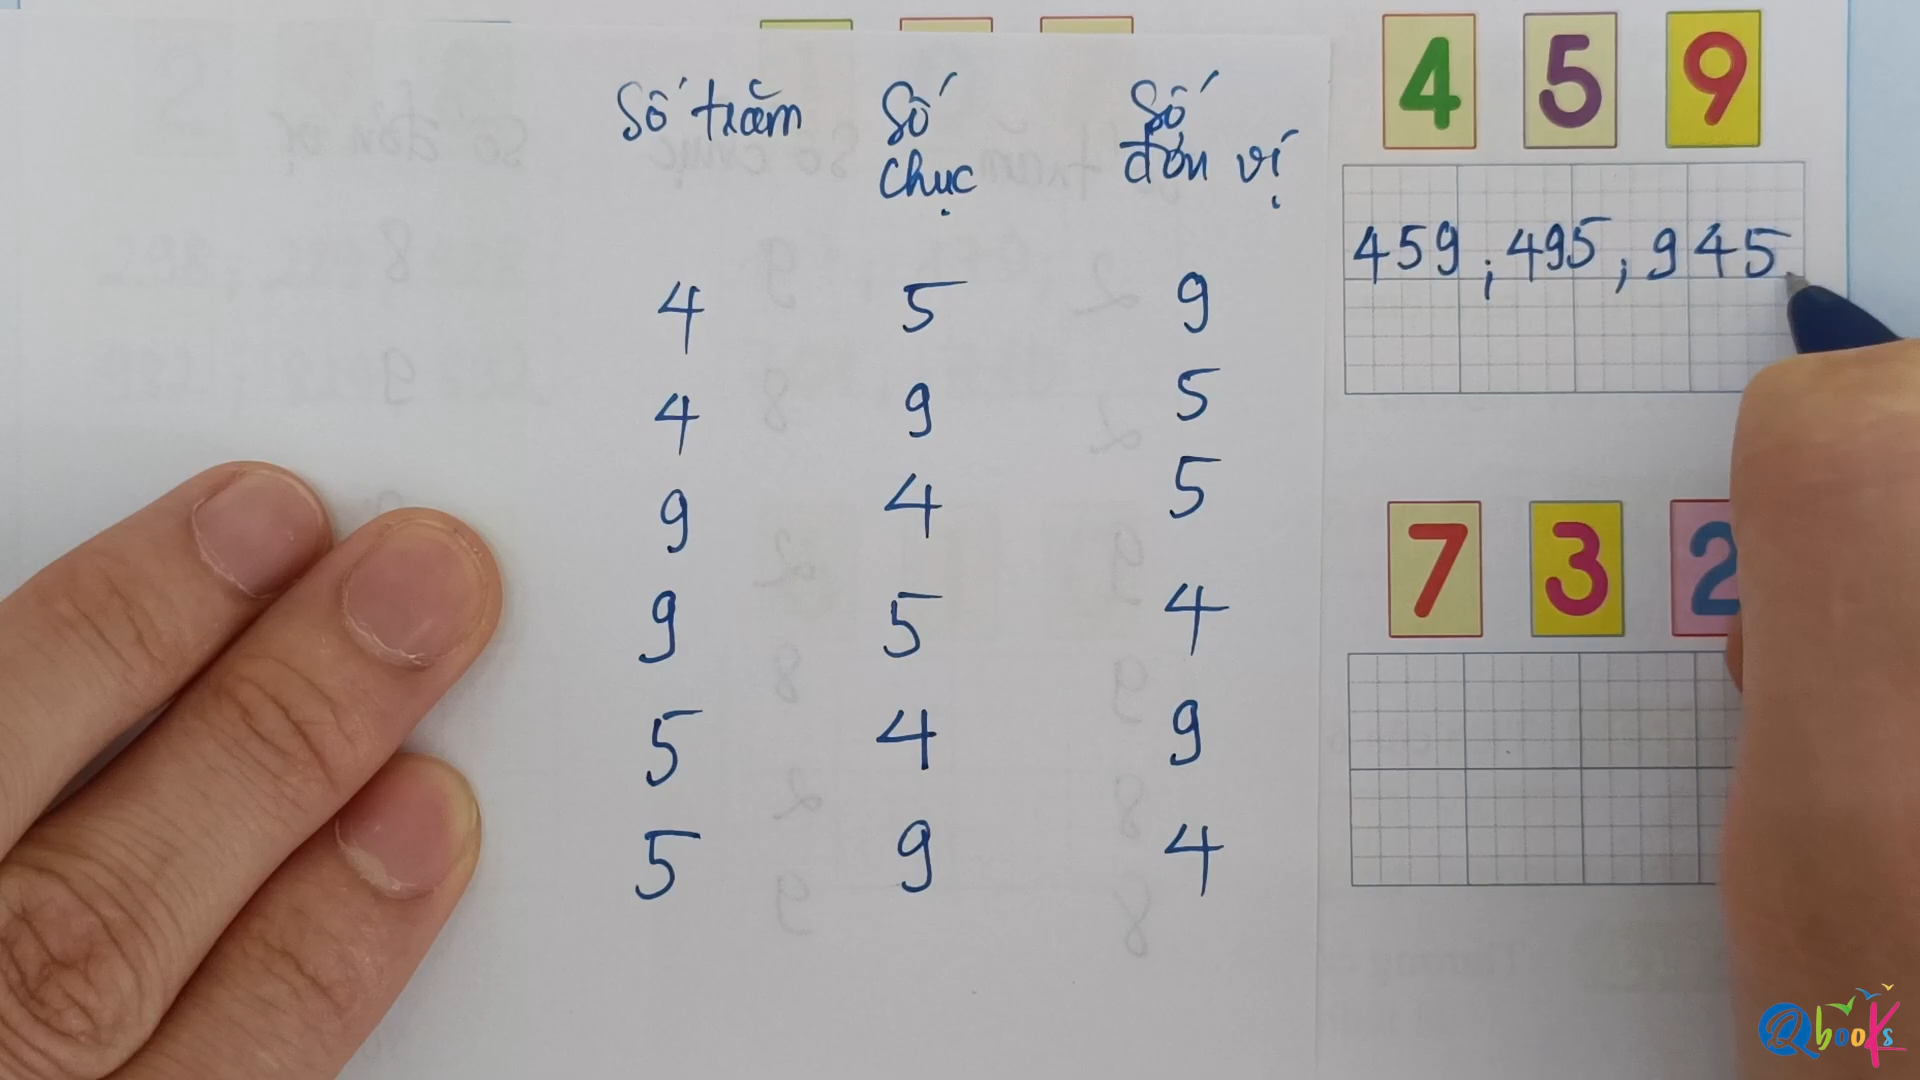 Số trăm Số chục Số đơn vị
4 5 9
4 9 5
9 4 5
9 5 4
5 4 9
5 9 4
4 5 9
459; 495, 945
7 3 2
Qbooks